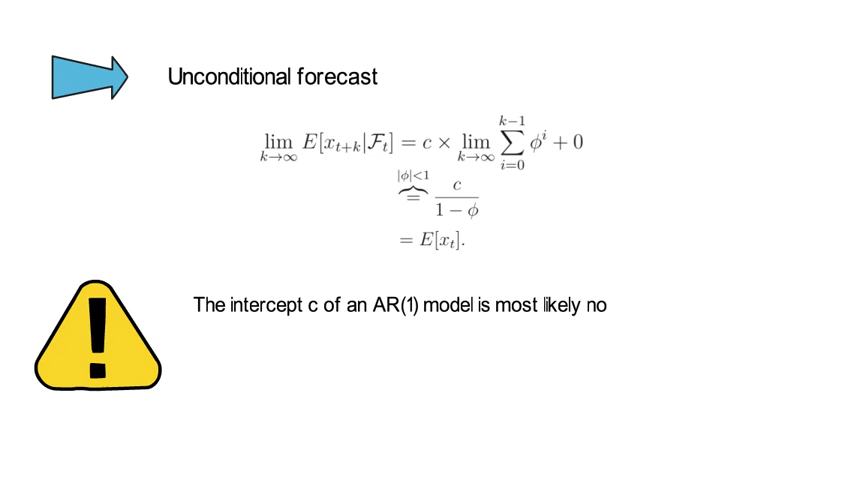 Unconditional forecast
lim_{k→∞} E[x_{t+k}|ℱ_t] = c × lim_{k→∞} ∑_{i=0}^{k−1} ϕ^i + 0
|ϕ|<1
= c / (1 − ϕ)
= E[x_t].
The intercept c of an AR(1) model is most likely no